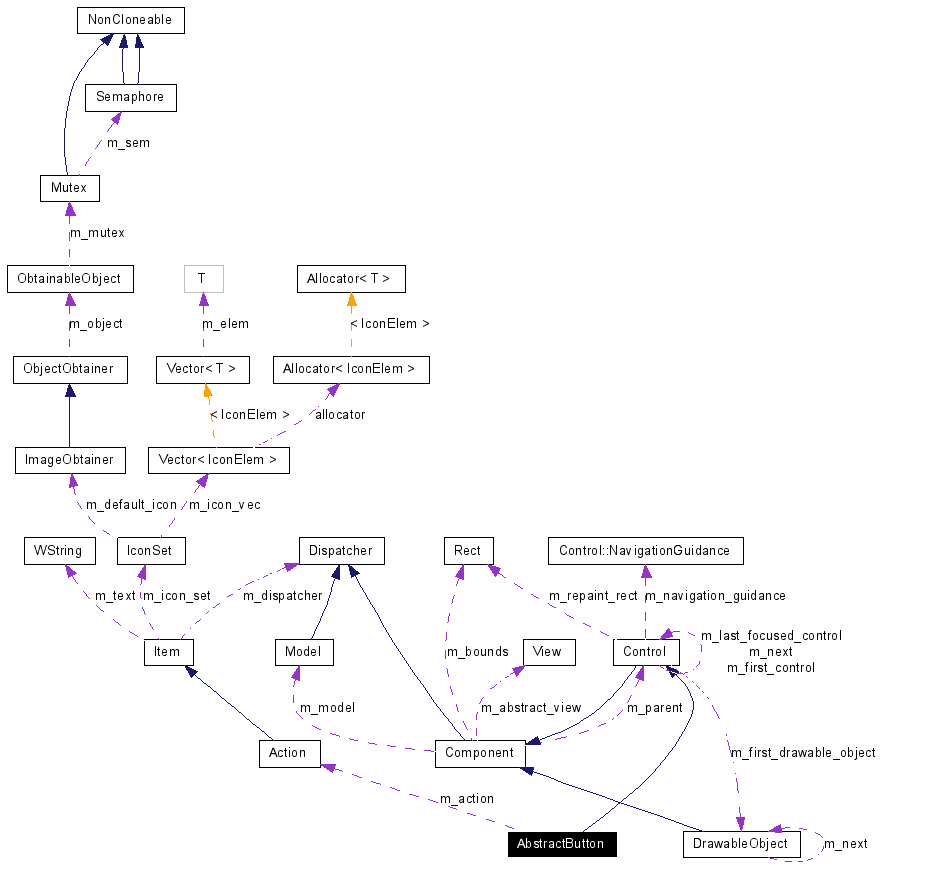 NonCloneable
Semaphore
m_sem
Mutex
m_mutex
ObtainableObject
T
Allocator< T >
m_object
m_elem
< IconElem >
ObjectObtainer
Vector< T >
Allocator< IconElem >
< IconElem >
allocator
ImageObtainer
Vector< IconElem >
m_default_icon
m_icon_vec
WString
IconSet
Dispatcher
Rect
Control::NavigationGuidance
m_text
m_icon_set
m_dispatcher
m_repaint_rect
m_navigation_guidance
Item
Model
m_bounds
View
Control
m_last_focused_control
m_next
m_first_control
m_model
m_abstract_view
m_parent
Action
Component
m_first_drawable_object
m_action
AbstractButton
DrawableObject
m_next